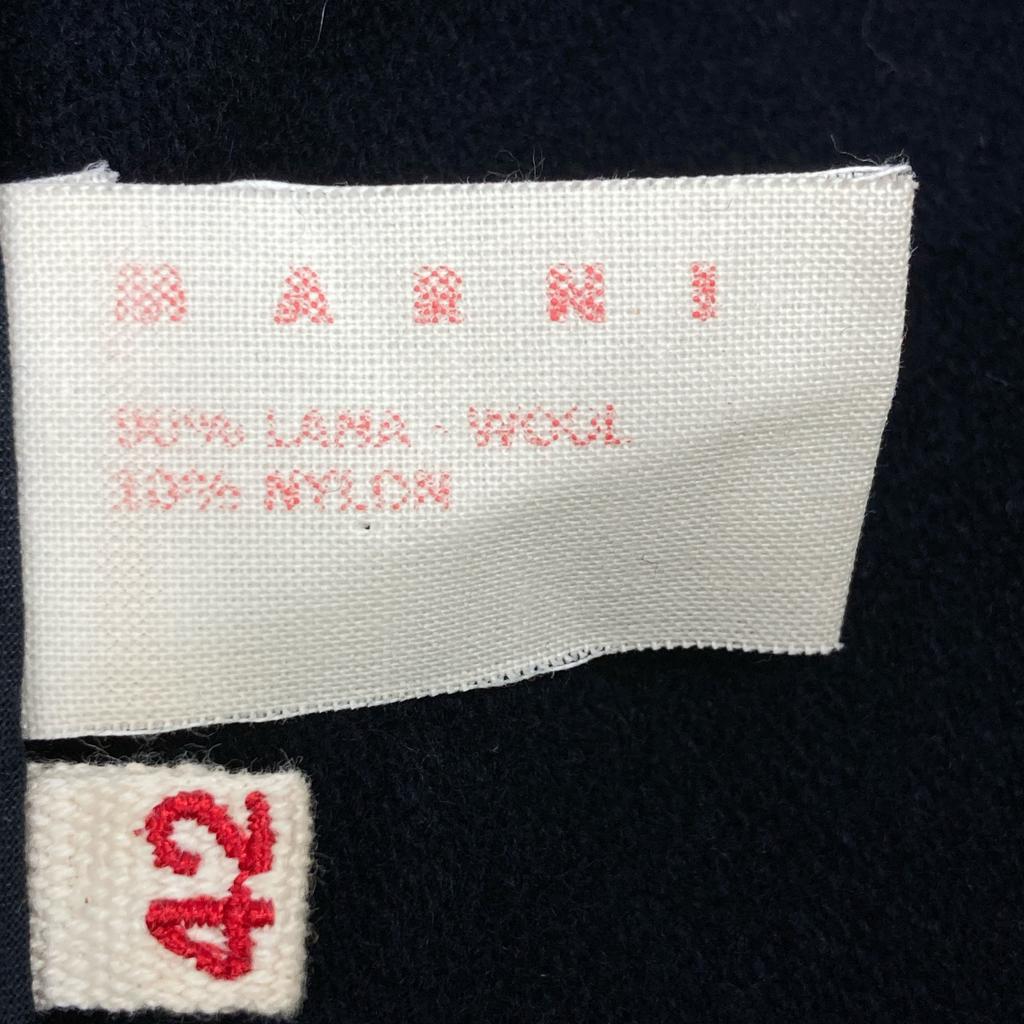 MARNI
90% LANA - WOOL
10% NYLON
42